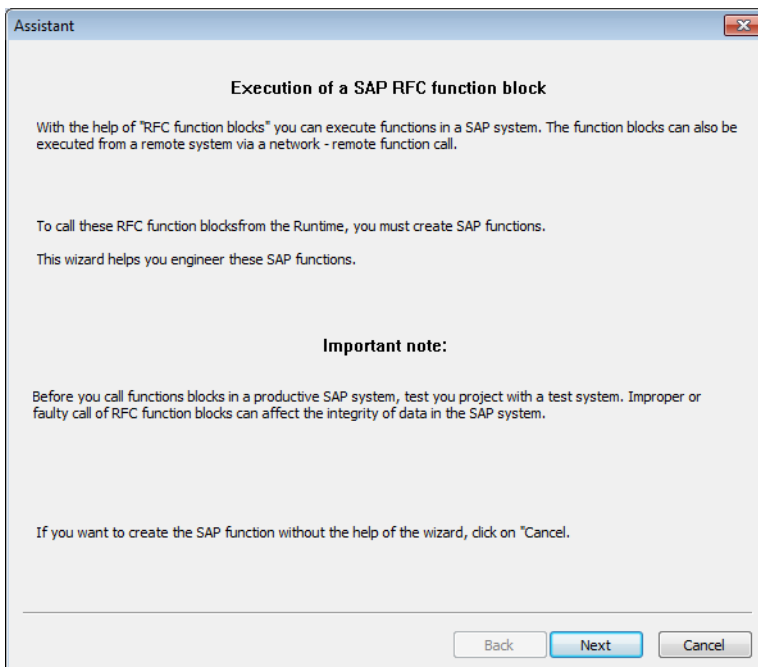 Assistant
Execution of a SAP RFC function block
With the help of "RFC function blocks" you can execute functions in a SAP system. The function blocks can also be
executed from a remote system via a network - remote function call.
To call these RFC function blocksfrom the Runtime, you must create SAP functions.
This wizard helps you engineer these SAP functions.
Important note:
Before you call functions blocks in a productive SAP system, test you project with a test system. Improper or
faulty call of RFC function blocks can affect the integrity of data in the SAP system.
If you want to create the SAP function without the help of the wizard, click on "Cancel.
Back Next Cancel